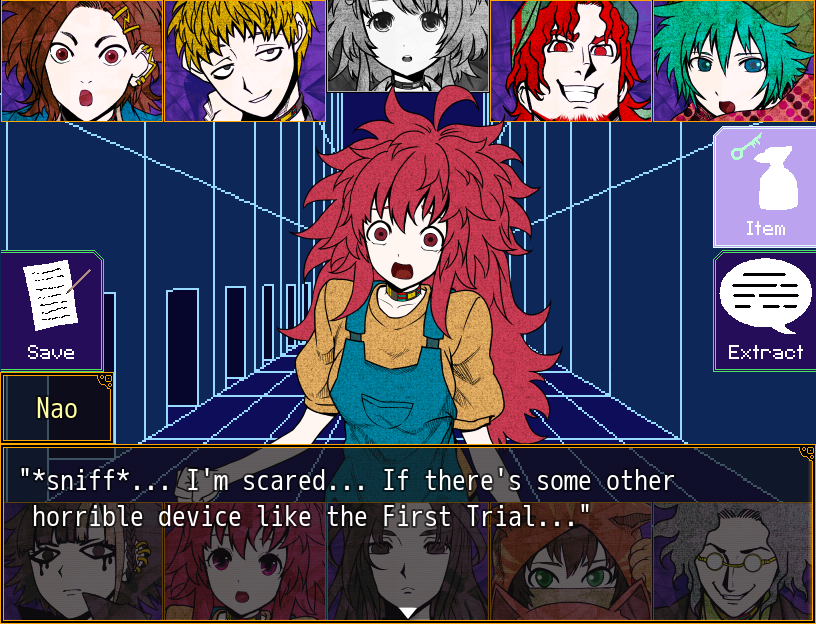 Item
Save
Extract
Nao
"*sniff*... I'm scared... If there's some other
horrible device like the First Trial..."